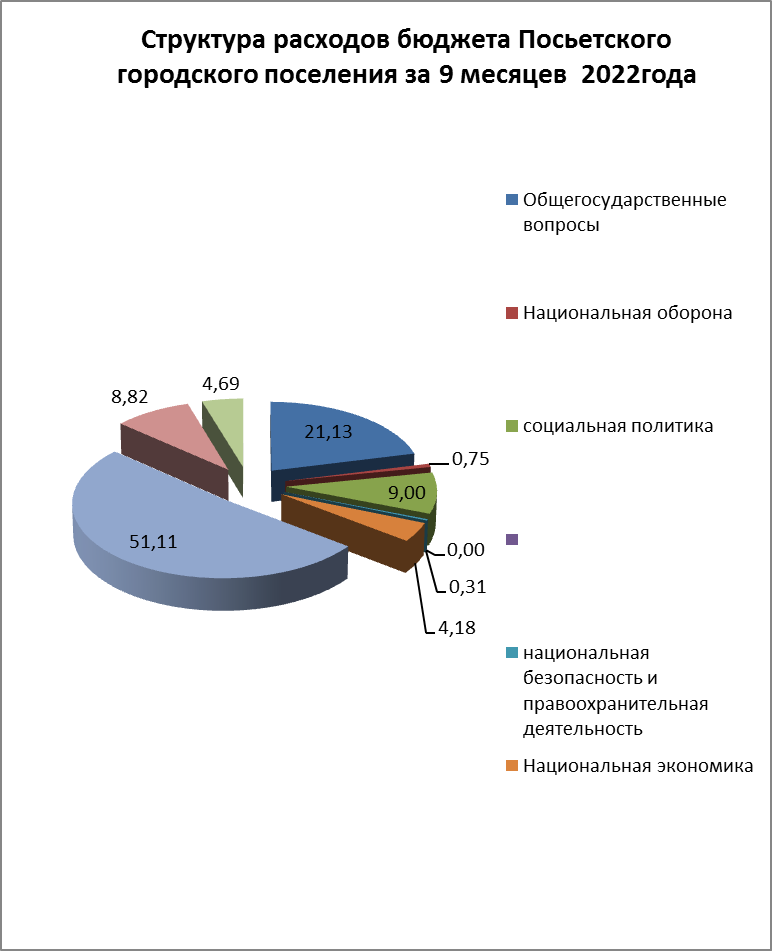 Структура расходов бюджета Посьетского
городского поселения за 9 месяцев  2022года
Общегосударственные
вопросы
Национальная оборона
социальная политика
национальная
безопасность и
правоохранительная
деятельность
Национальная экономика
4,69
8,82
21,13
0,75
9,00
51,11
0,00
0,31
4,18